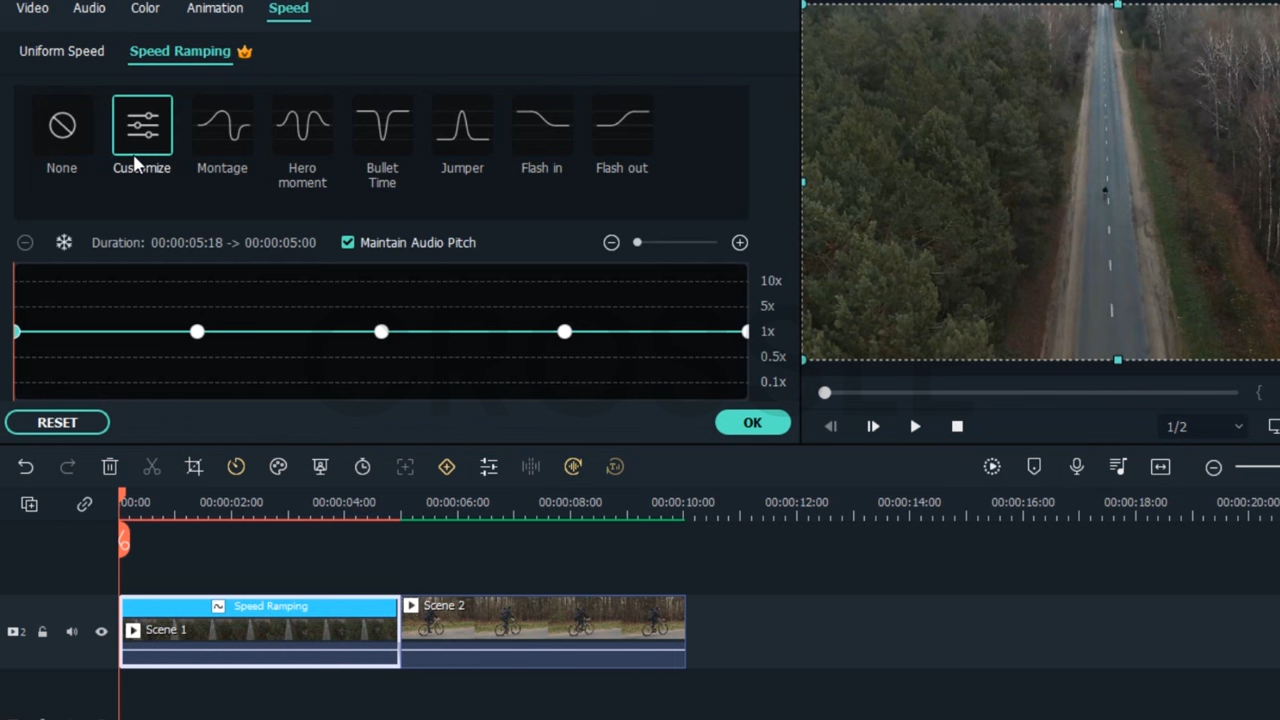 Video Audio Color Animation Speed
Uniform Speed Speed Ramping
None Customize Montage Hero moment Bullet Time Jumper Flash in Flash out
Duration: 00:00:05:18 -> 00:00:05:00 Maintain Audio Pitch
10x
5x
1x
0.5x
0.1x
RESET OK
1/2
00:00 00:00:02:00 00:00:04:00 00:00:06:00 00:00:08:00 00:00:10:00 00:00:12:00 00:00:14:00 00:00:16:00 00:00:18:00 00:00:20:00
Speed Ramping Scene 2
2 Scene 1